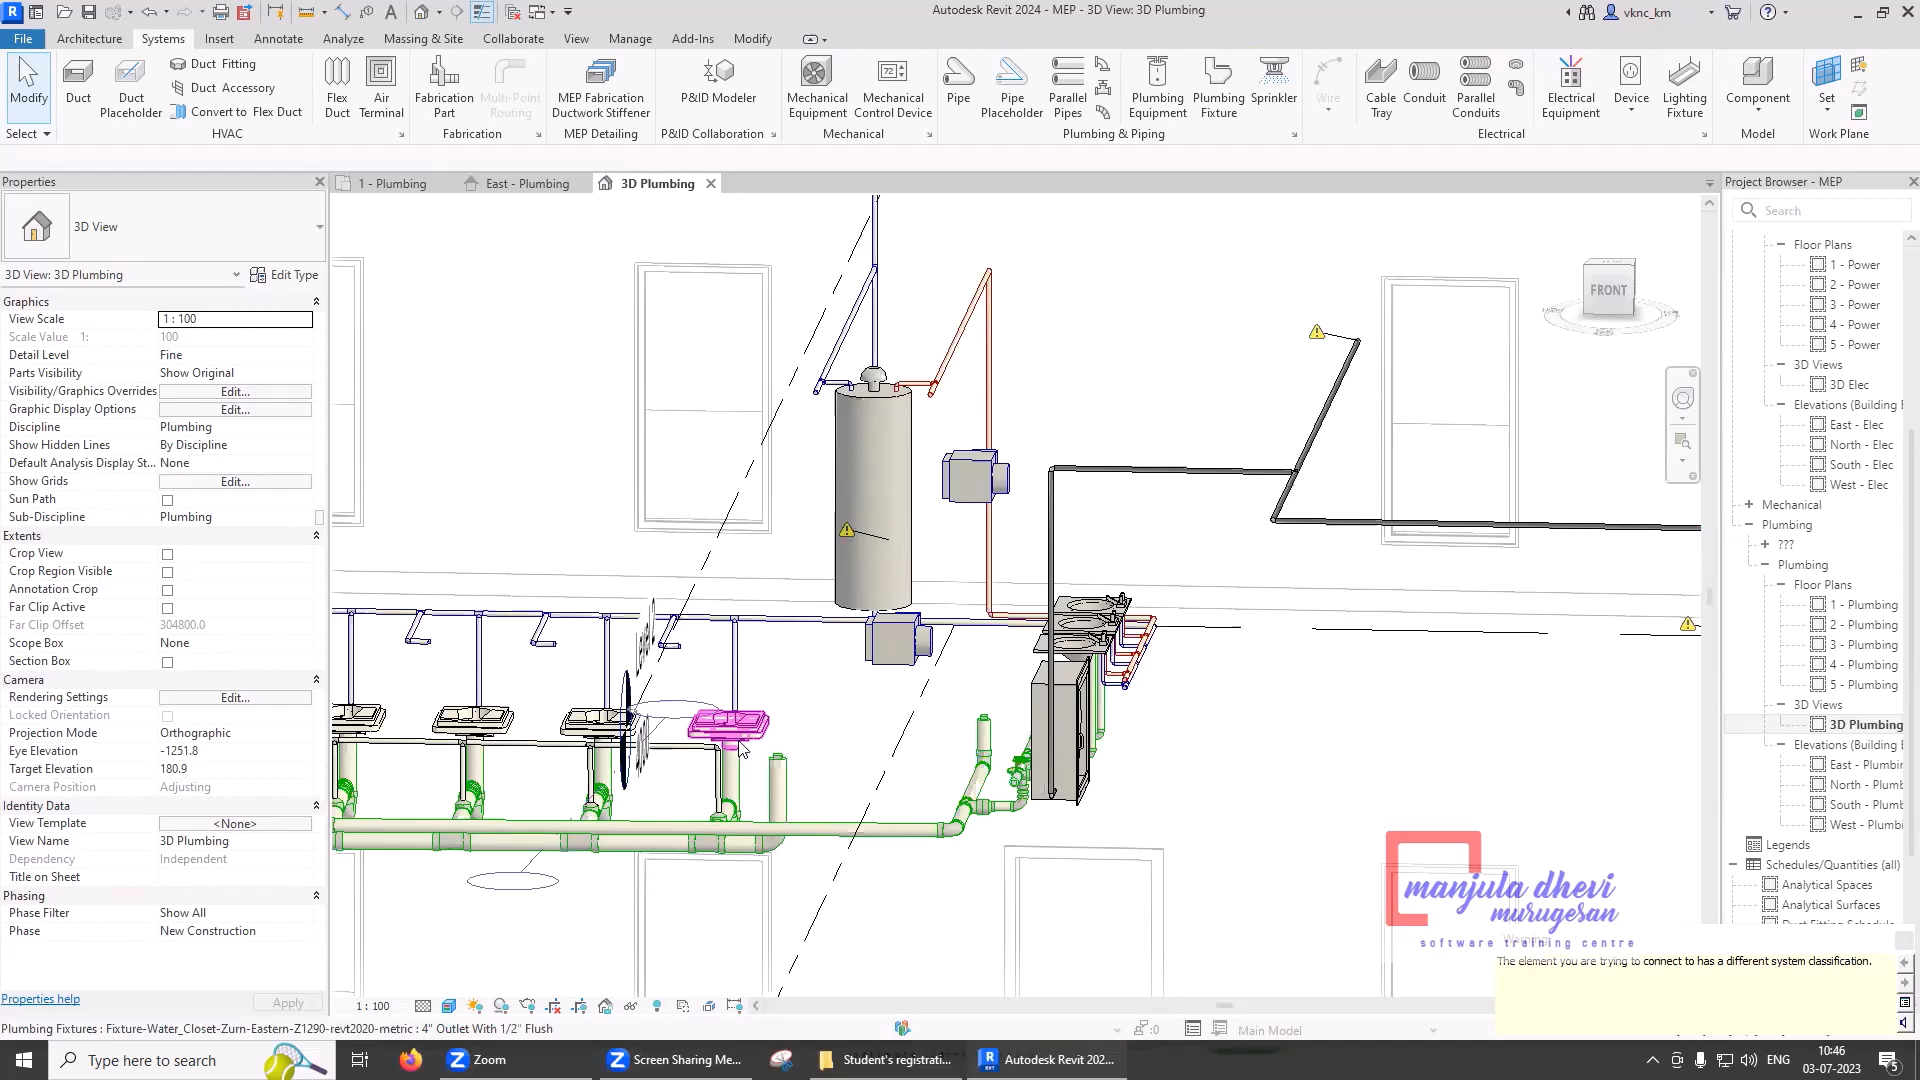 Autodesk Revit 2024 - MEP - 3D View: 3D Plumbing
vknc_km
File
Architecture
Systems
Insert
Annotate
Analyze
Massing & Site
Collaborate
View
Manage
Add-Ins
Modify
Modify
Duct
Duct Placeholder
Duct Fitting
Duct Accessory
Convert to Flex Duct
Flex Duct
Air Terminal
Fabrication Part
Multi-Point Routing
MEP Fabrication Ductwork Stiffener
P&ID Modeler
Mechanical Equipment
Mechanical Control Device
Pipe
Pipe Placeholder
Parallel Pipes
Plumbing Equipment
Plumbing Fixture
Sprinkler
Wire
Cable Tray
Conduit
Parallel Conduits
Electrical Equipment
Device
Lighting Fixture
Component
Set
Select
HVAC
Fabrication
MEP Detailing
P&ID Collaboration
Mechanical
Plumbing & Piping
Electrical
Model
Work Plane
Properties
3D View
3D View: 3D Plumbing
Edit Type
Graphics
View Scale 1 : 100
Scale Value 1: 100
Detail Level Fine
Parts Visibility Show Original
Visibility/Graphics Overrides Edit...
Graphic Display Options Edit...
Discipline Plumbing
Show Hidden Lines By Discipline
Default Analysis Display St... None
Show Grids Edit...
Sun Path
Sub-Discipline Plumbing
Extents
Crop View
Crop Region Visible
Annotation Crop
Far Clip Active
Far Clip Offset 304800.0
Scope Box None
Section Box
Camera
Rendering Settings Edit...
Locked Orientation
Projection Mode Orthographic
Eye Elevation -1251.8
Target Elevation 180.9
Camera Position Adjusting
Identity Data
View Template <None>
View Name 3D Plumbing
Dependency Independent
Title on Sheet
Phasing
Phase Filter Show All
Phase New Construction
Properties help
Apply
1 - Plumbing
East - Plumbing
3D Plumbing
FRONT
manjula dhevi
murugesan
software training centre
Project Browser - MEP
Search
Floor Plans
1 - Power
2 - Power
3 - Power
4 - Power
5 - Power
3D Views
3D Elec
Elevations (Building E
East - Elec
North - Elec
South - Elec
West - Elec
Mechanical
Plumbing
???
Plumbing
Floor Plans
1 - Plumbing
2 - Plumbing
3 - Plumbing
4 - Plumbing
5 - Plumbing
3D Views
3D Plumbing
Elevations (Building E
East - Plumbin
North - Plumb
South - Plumb
West - Plumbi
Legends
Schedules/Quantities (all)
Analytical Spaces
Analytical Surfaces
Duct Fitting Schedule
Warning
The element you are trying to connect to has a different system classification.
1 : 100
Plumbing Fixtures : Fixture-Water_Closet-Zurn-Eastern-Z1290-revt2020-metric : 4" Outlet With 1/2" Flush
:0
Main Model
Type here to search
Zoom
Screen Sharing Me...
Student's registrati...
Autodesk Revit 202...
ENG
10:46
03-07-2023
5